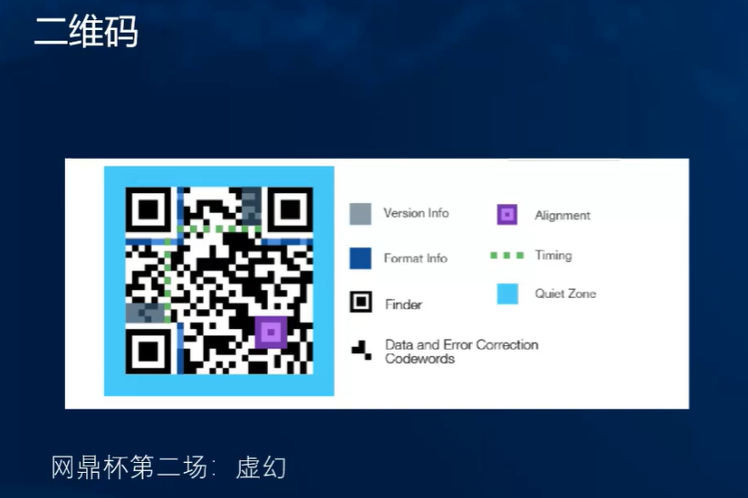 二维码
Version Info
Alignment
Format Info
Timing
Finder
Quiet Zone
Data and Error Correction
Codewords
网鼎杯第二场：虚幻